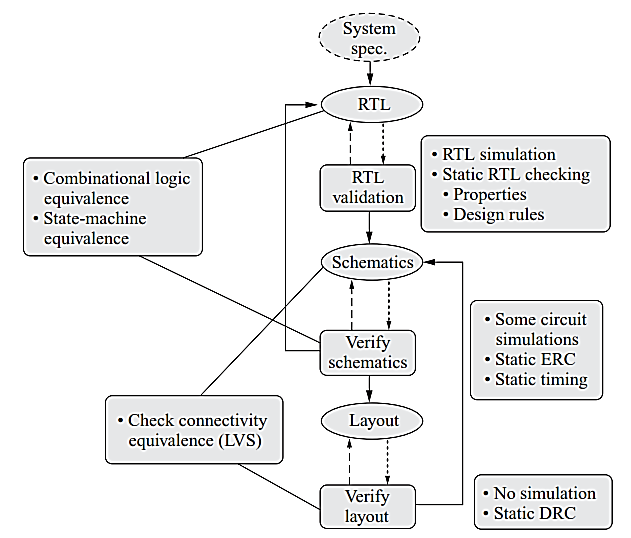 System
spec.
RTL
• Combinational logic
equivalence
• State-machine
equivalence
RTL
validation
• RTL simulation
• Static RTL checking
• Properties
• Design rules
Schematics
Verify
schematics
• Some circuit
simulations
• Static ERC
• Static timing
• Check connectivity
equivalence (LVS)
Layout
Verify
layout
• No simulation
• Static DRC